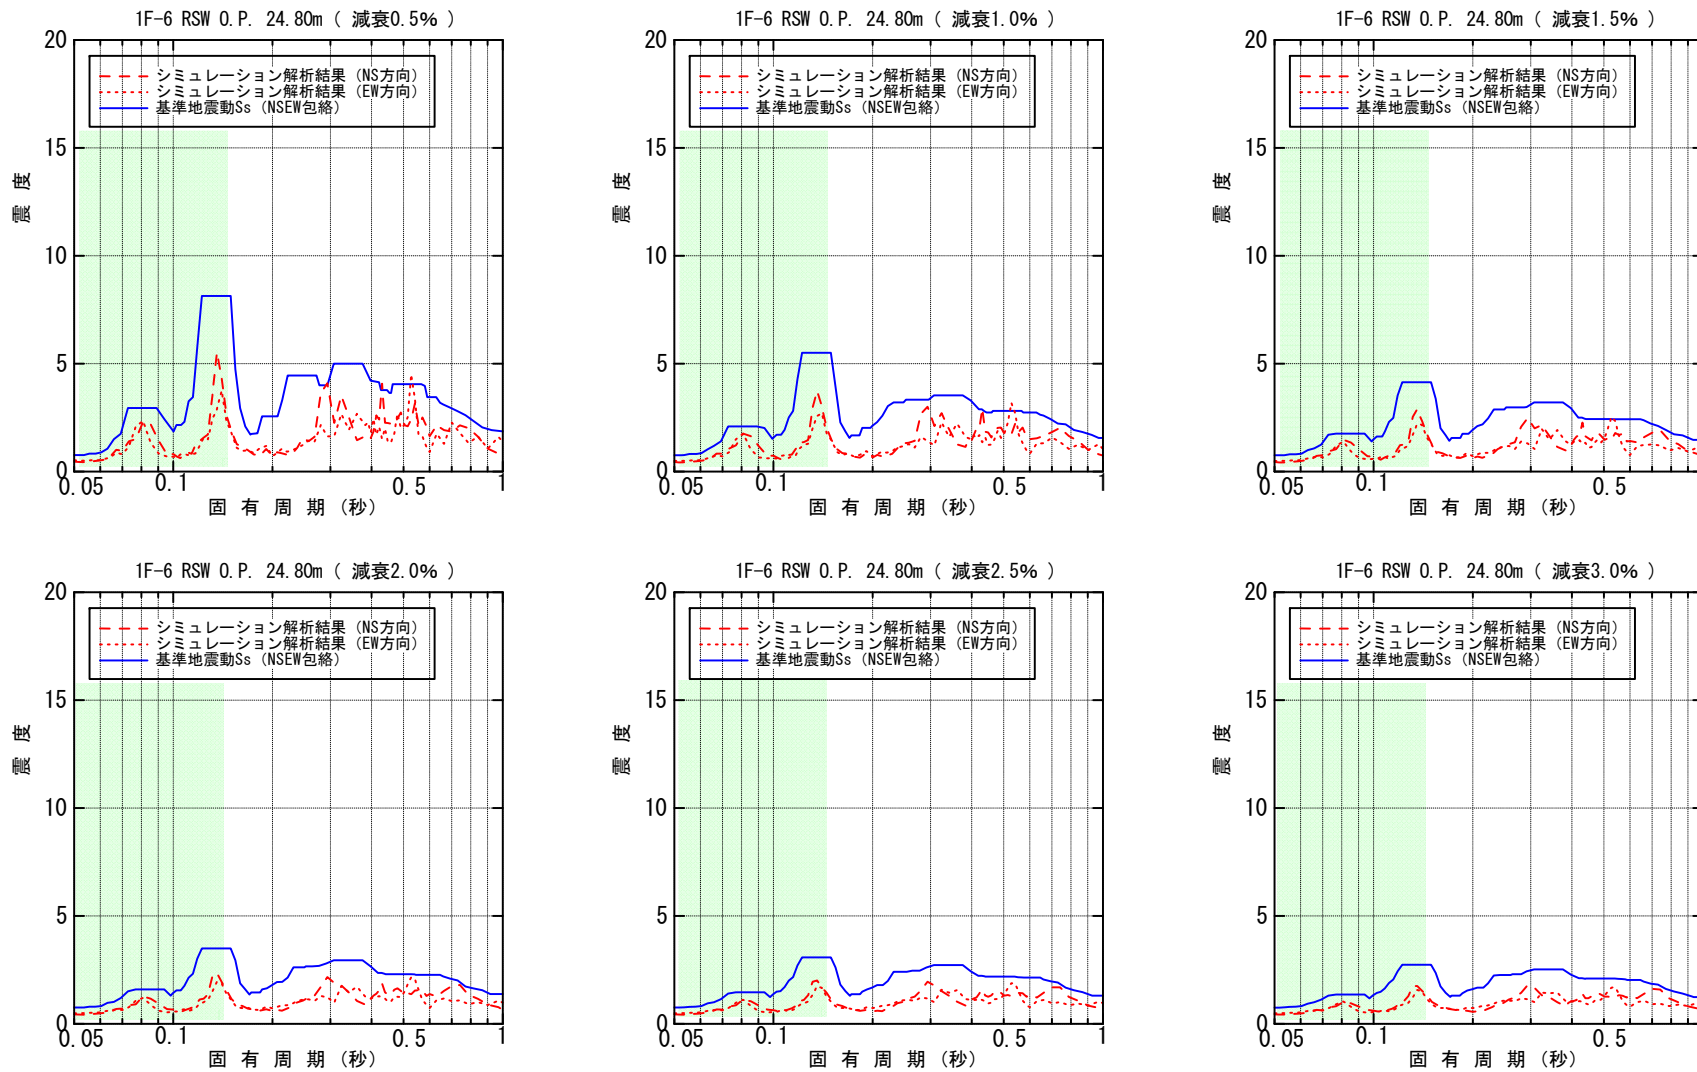 1F-6 RSW O.P. 24.80m ( 減衰0.5% )
20
シミュレーション解析結果 (NS方向)
シミュレーション解析結果 (EW方向)
基準地震動Ss (NSEW包絡)
15
震 度
10
5
0
0.05 0.1 0.5 1
固 有 周 期 (秒)
1F-6 RSW O.P. 24.80m ( 減衰1.0% )
20
シミュレーション解析結果 (NS方向)
シミュレーション解析結果 (EW方向)
基準地震動Ss (NSEW包絡)
15
震 度
10
5
0
0.05 0.1 0.5 1
固 有 周 期 (秒)
1F-6 RSW O.P. 24.80m ( 減衰1.5% )
20
シミュレーション解析結果 (NS方向)
シミュレーション解析結果 (EW方向)
基準地震動Ss (NSEW包絡)
15
震 度
10
5
0
0.05 0.1 0.5
固 有 周 期 (秒)
1F-6 RSW O.P. 24.80m ( 減衰2.0% )
20
シミュレーション解析結果 (NS方向)
シミュレーション解析結果 (EW方向)
基準地震動Ss (NSEW包絡)
15
震 度
10
5
0
0.05 0.1 0.5 1
固 有 周 期 (秒)
1F-6 RSW O.P. 24.80m ( 減衰2.5% )
20
シミュレーション解析結果 (NS方向)
シミュレーション解析結果 (EW方向)
基準地震動Ss (NSEW包絡)
15
震 度
10
5
0
0.05 0.1 0.5 1
固 有 周 期 (秒)
1F-6 RSW O.P. 24.80m ( 減衰3.0% )
20
シミュレーション解析結果 (NS方向)
シミュレーション解析結果 (EW方向)
基準地震動Ss (NSEW包絡)
15
震 度
10
5
0
0.05 0.1 0.5
固 有 周 期 (秒)